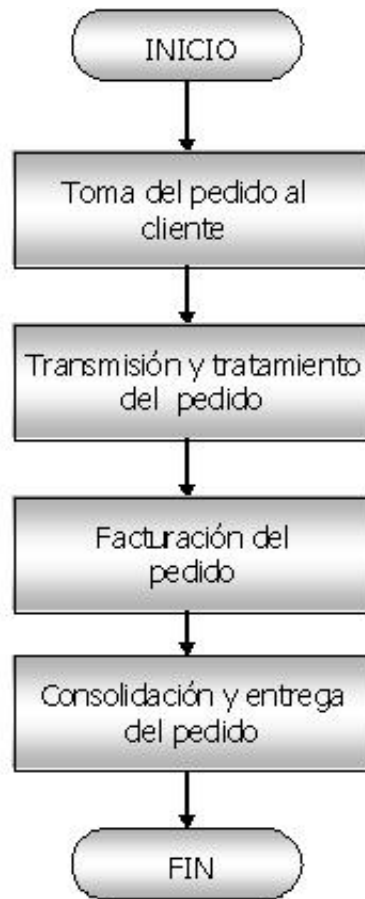 INICIO
Toma del pedido al
cliente
Transmisión y tratamiento
del pedido
Facturación del
pedido
Consolidación y entrega
del pedido
FIN